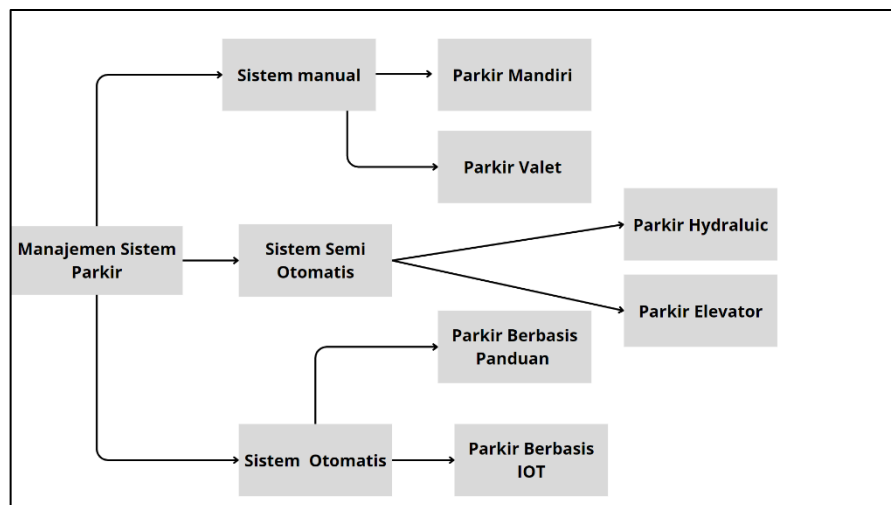 Sistem manual
Parkir Mandiri
Parkir Valet
Manajemen Sistem
Parkir
Sistem Semi
Otomatis
Parkir Hydraluic
Parkir Elevator
Parkir Berbasis
Panduan
Sistem Otomatis
Parkir Berbasis
IOT